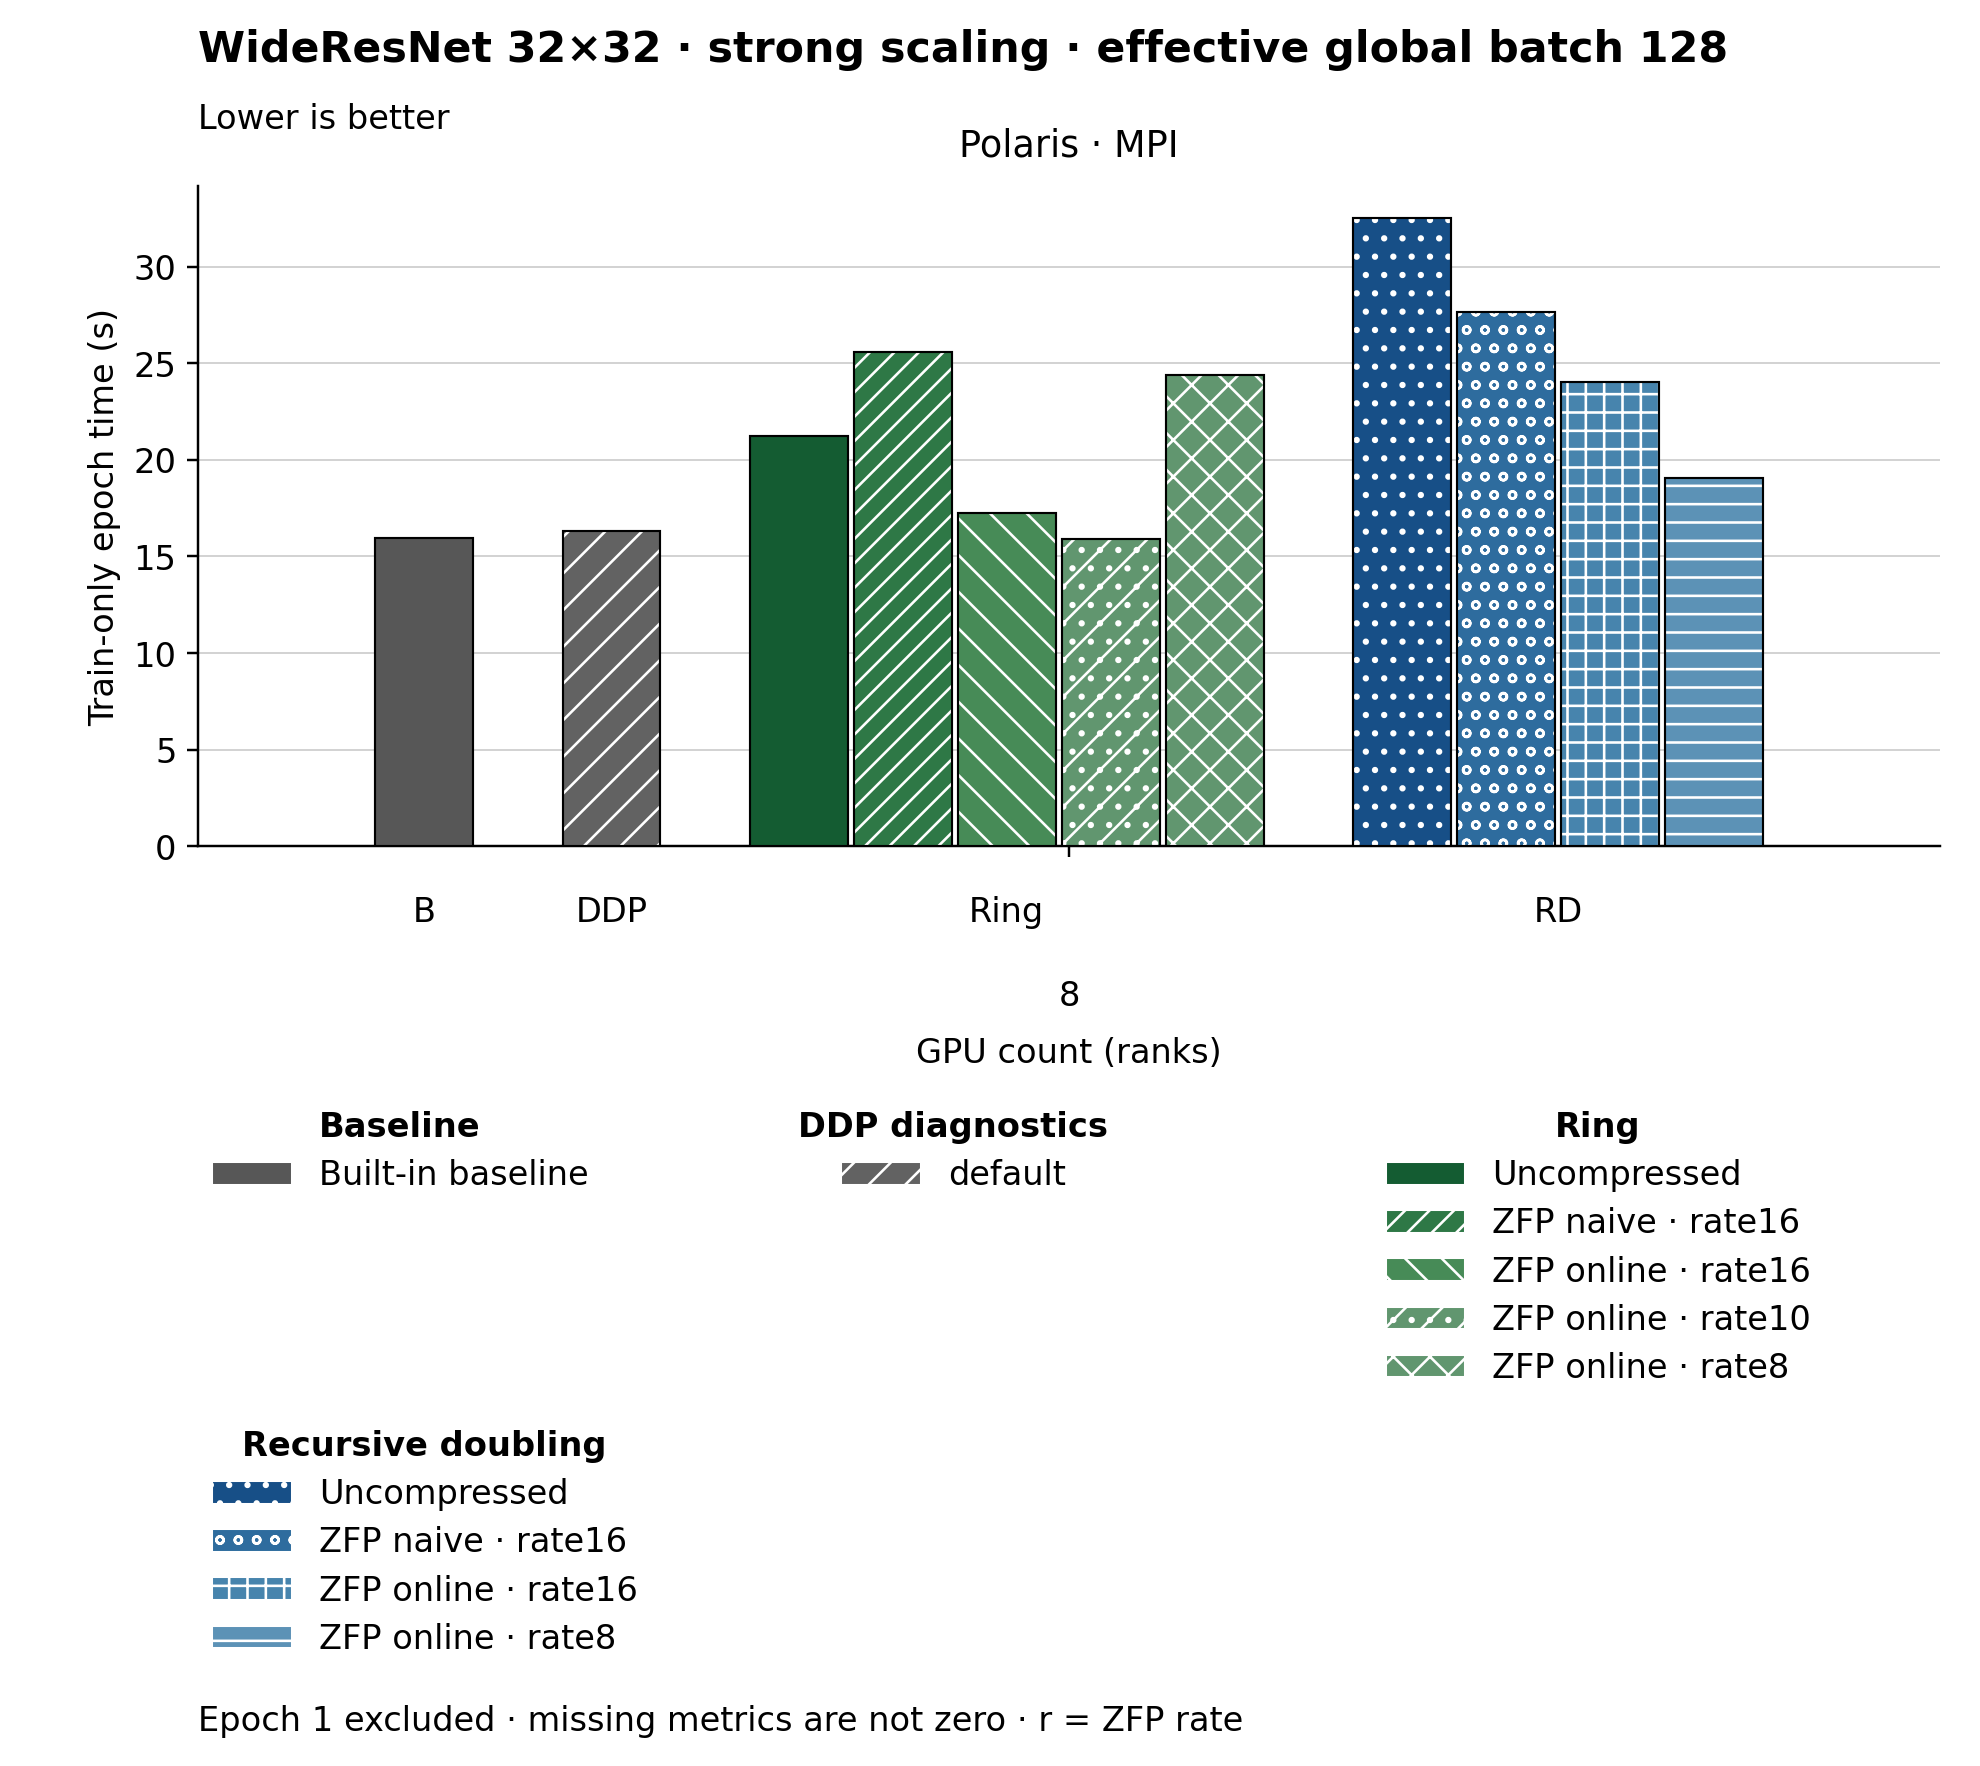 WideResNet 32×32 · strong scaling · effective global batch 128
Lower is better
Polaris · MPI
Train-only epoch time (s)
30
25
20
15
10
5
0
B
DDP
Ring
RD
8
GPU count (ranks)
Baseline
Built-in baseline
DDP diagnostics
default
Ring
Uncompressed
ZFP naive · rate16
ZFP online · rate16
ZFP online · rate10
ZFP online · rate8
Recursive doubling
Uncompressed
ZFP naive · rate16
ZFP online · rate16
ZFP online · rate8
Epoch 1 excluded · missing metrics are not zero · r = ZFP rate